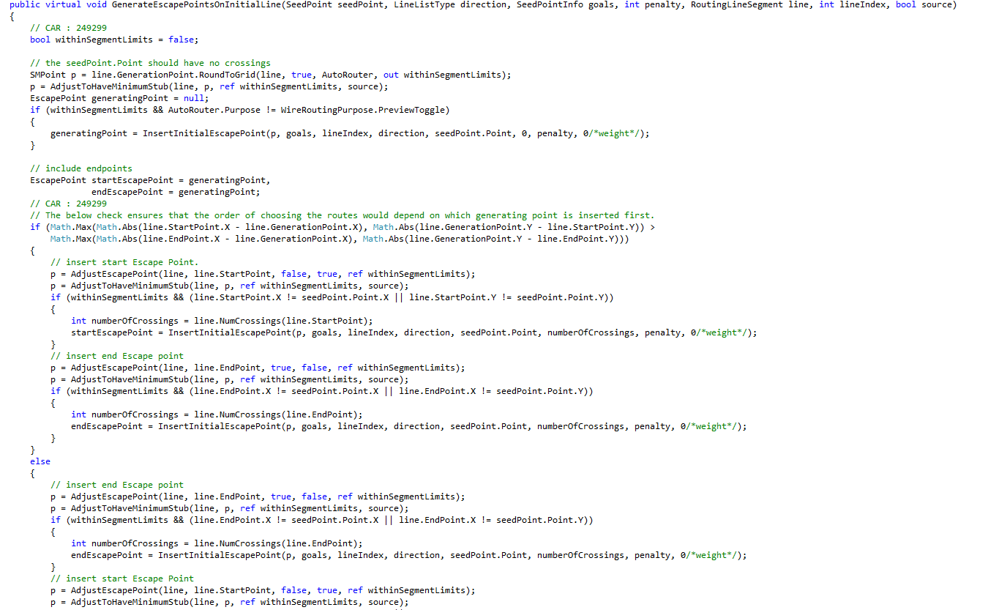 public virtual void GenerateEscapePointsOnInitialLine(SeedPoint seedPoint, LineListType direction, SeedPointInfo goals, int penalty, RoutingLineSegment line, int lineIndex, bool source)
{
    // CAR : 249299
    bool withinSegmentLimits = false;

    // the seedPoint.Point should have no crossings
    SMPoint p = line.GenerationPoint.RoundToGrid(line, true, AutoRouter, out withinSegmentLimits);
    p = AdjustToHaveMinimumStub(line, p, ref withinSegmentLimits, source);
    EscapePoint generatingPoint = null;
    if (withinSegmentLimits && AutoRouter.Purpose != WireRoutingPurpose.PreviewToggle)
    {
        generatingPoint = InsertInitialEscapePoint(p, goals, lineIndex, direction, seedPoint.Point, 0, penalty, 0/*weight*/);
    }

    // include endpoints
    EscapePoint startEscapePoint = generatingPoint,
                endEscapePoint = generatingPoint;
    // CAR : 249299
    // The below check ensures that the order of choosing the routes would depend on which generating point is inserted first.
    if (Math.Max(Math.Abs(line.StartPoint.X - line.GenerationPoint.X), Math.Abs(line.GenerationPoint.Y - line.StartPoint.Y)) >
        Math.Max(Math.Abs(line.EndPoint.X - line.GenerationPoint.X), Math.Abs(line.GenerationPoint.Y - line.EndPoint.Y)))
    {
        // insert start Escape Point.
        p = AdjustEscapePoint(line, line.StartPoint, false, true, ref withinSegmentLimits);
        p = AdjustToHaveMinimumStub(line, p, ref withinSegmentLimits, source);
        if (withinSegmentLimits && (line.StartPoint.X != seedPoint.Point.X || line.StartPoint.Y != seedPoint.Point.Y))
        {
            int numberOfCrossings = line.NumCrossings(line.StartPoint);
            startEscapePoint = InsertInitialEscapePoint(p, goals, lineIndex, direction, seedPoint.Point, numberOfCrossings, penalty, 0/*weight*/);
        }
        // insert end Escape point
        p = AdjustEscapePoint(line, line.EndPoint, true, false, ref withinSegmentLimits);
        p = AdjustToHaveMinimumStub(line, p, ref withinSegmentLimits, source);
        if (withinSegmentLimits && (line.EndPoint.X != seedPoint.Point.X || line.EndPoint.X != seedPoint.Point.Y))
        {
            int numberOfCrossings = line.NumCrossings(line.EndPoint);
            endEscapePoint = InsertInitialEscapePoint(p, goals, lineIndex, direction, seedPoint.Point, numberOfCrossings, penalty, 0/*weight*/);
        }
    }
    else
    {
        // insert end Escape point
        p = AdjustEscapePoint(line, line.EndPoint, true, false, ref withinSegmentLimits);
        p = AdjustToHaveMinimumStub(line, p, ref withinSegmentLimits, source);
        if (withinSegmentLimits && (line.EndPoint.X != seedPoint.Point.X || line.EndPoint.X != seedPoint.Point.Y))
        {
            int numberOfCrossings = line.NumCrossings(line.EndPoint);
            endEscapePoint = InsertInitialEscapePoint(p, goals, lineIndex, direction, seedPoint.Point, numberOfCrossings, penalty, 0/*weight*/);
        }
        // insert start Escape Point
        p = AdjustEscapePoint(line, line.StartPoint, false, true, ref withinSegmentLimits);
        p = AdjustToHaveMinimumStub(line, p, ref withinSegmentLimits, source);